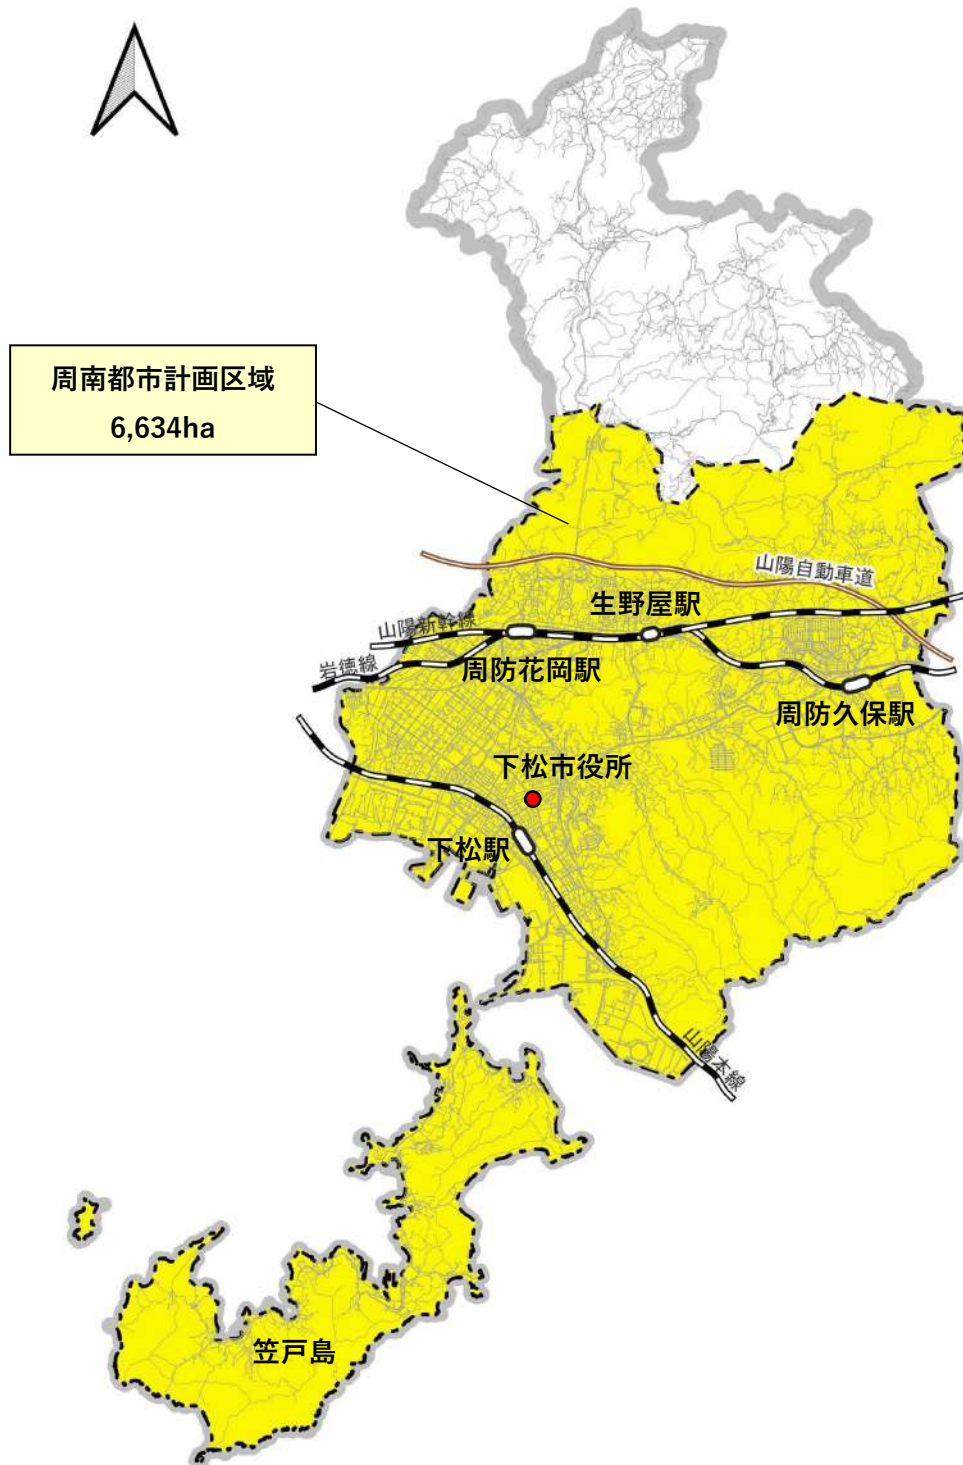 周南都市計画区域
6,634ha
山陽自動車道
生野屋駅
山陽新幹線
岩徳線
周防花岡駅
周防久保駅
下松市役所
下松駅
山陽本線
笠戸島